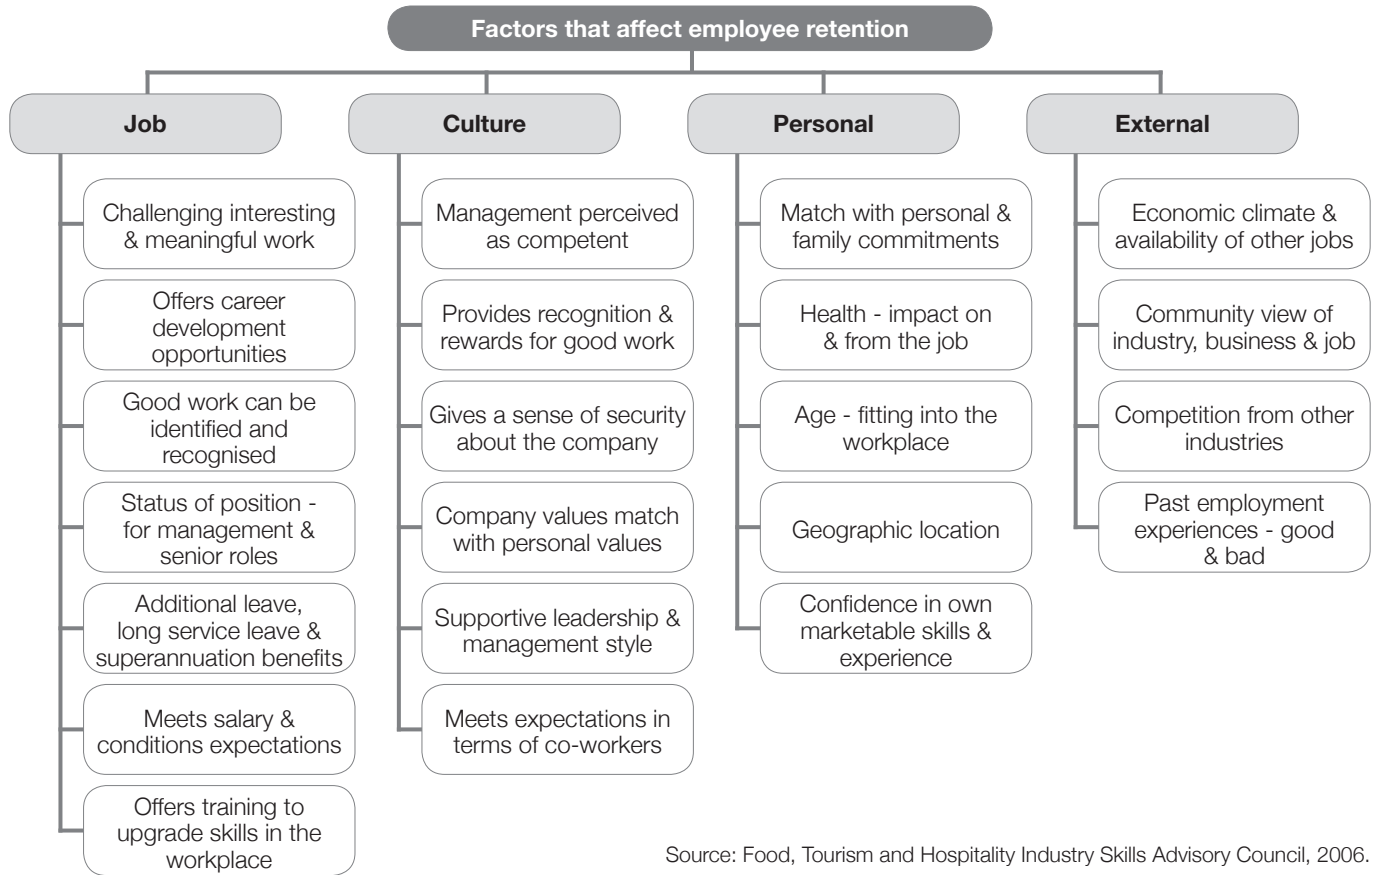 Factors that affect employee retention
Job
Challenging interesting
& meaningful work
Offers career
development
opportunities
Good work can be
identified and
recognised
Status of position -
for management &
senior roles
Additional leave,
long service leave &
superannuation benefits
Meets salary &
conditions expectations
Offers training to
upgrade skills in the
workplace
Culture
Management perceived
as competent
Provides recognition &
rewards for good work
Gives a sense of security
about the company
Company values match
with personal values
Supportive leadership &
management style
Meets expectations in
terms of co-workers
Personal
Match with personal &
family commitments
Health - impact on
& from the job
Age - fitting into the
workplace
Geographic location
Confidence in own
marketable skills &
experience
External
Economic climate &
availability of other jobs
Community view of
industry, business & job
Competition from other
industries
Past employment
experiences - good
& bad
Source: Food, Tourism and Hospitality Industry Skills Advisory Council, 2006.